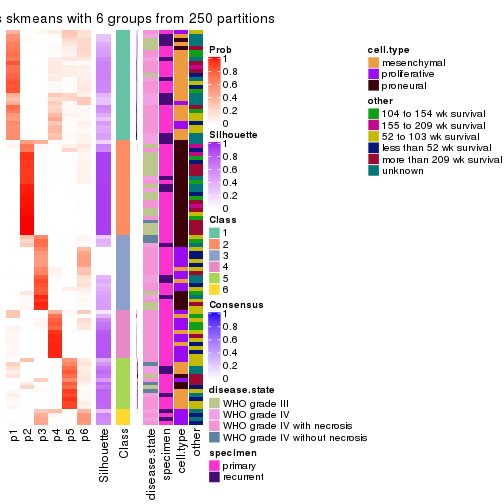 s skmeans with 6 groups from 250 partitions
Prob
1
0.8
0.6
0.4
0.2
0
Silhouette
1
0.8
0.6
0.4
0.2
0
Class
1
2
3
4
5
6
Consensus
1
0.8
0.6
0.4
0.2
0
disease.state
WHO grade III
WHO grade IV
WHO grade IV with necrosis
WHO grade IV without necrosis
specimen
primary
recurrent
cell.type
mesenchymal
proliferative
proneural
other
104 to 154 wk survival
155 to 209 wk survival
52 to 103 wk survival
less than 52 wk survival
more than 209 wk survival
unknown
p1
p2
p3
p4
p5
p6
Silhouette
Class
disease.state
specimen
cell.type
other